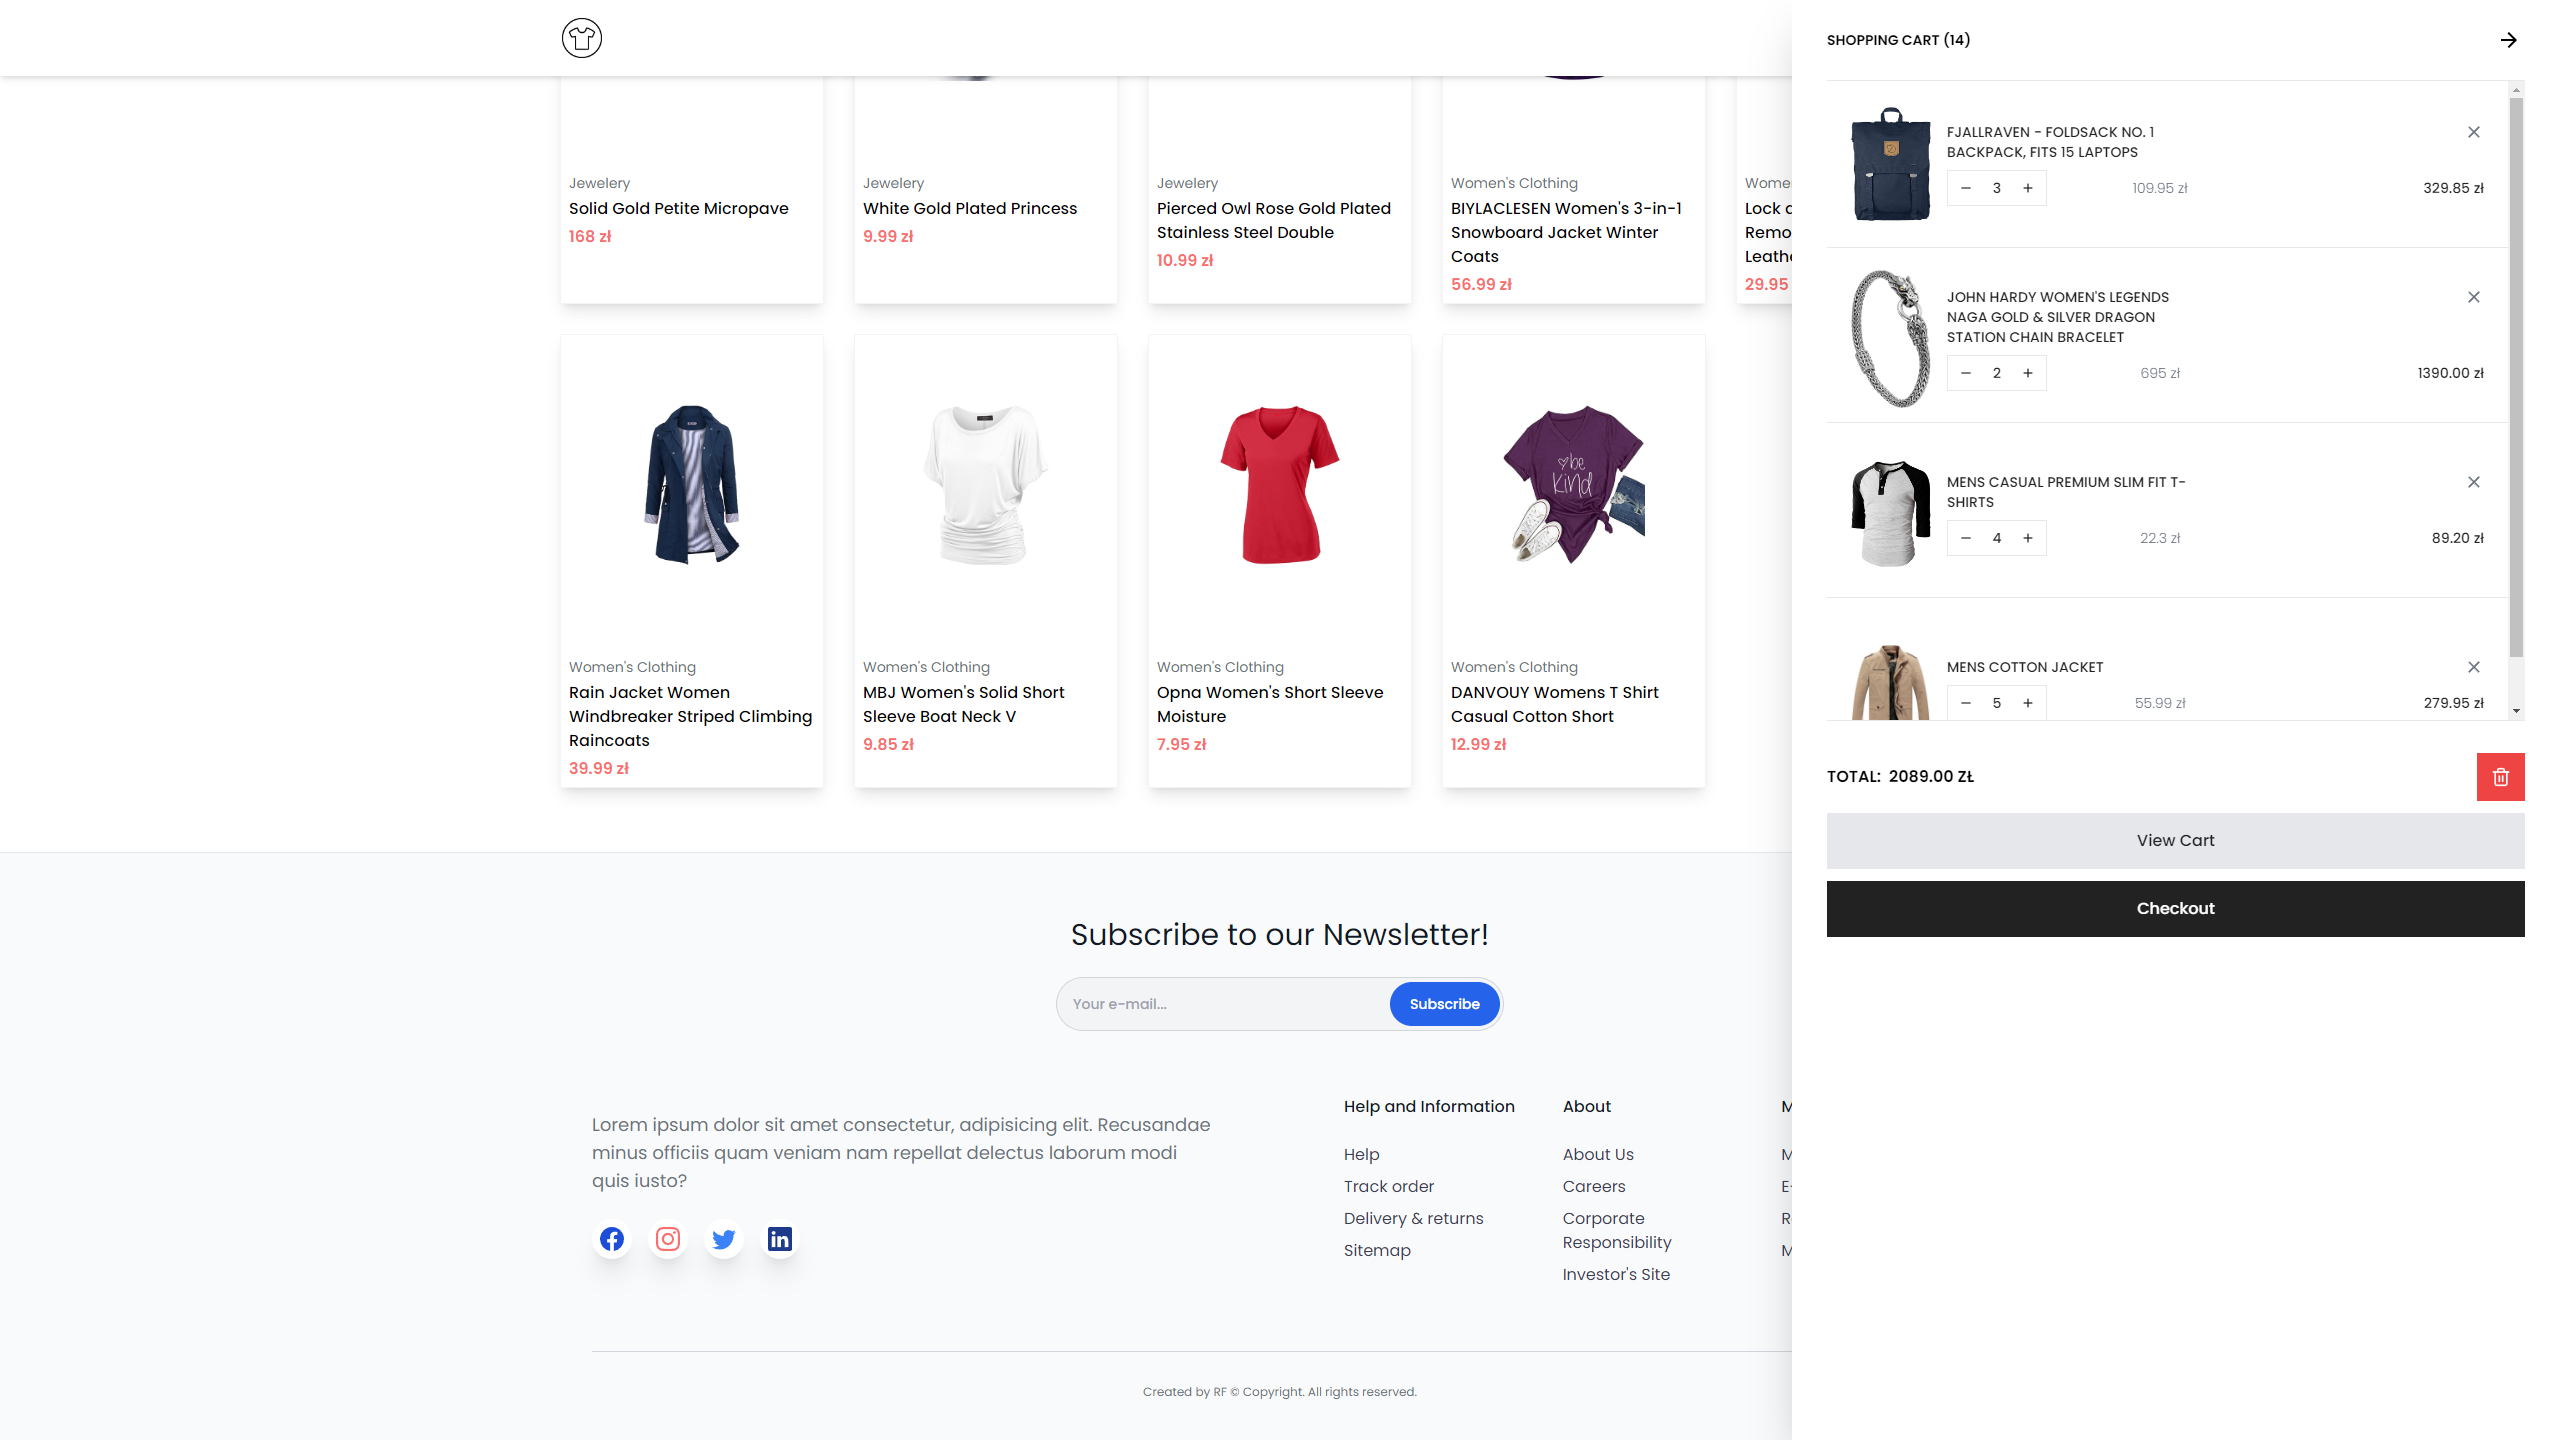 Jewelery
Solid Gold Petite Micropave
168 zł
Jewelery
White Gold Plated Princess
9.99 zł
Jewelery
Pierced Owl Rose Gold Plated
Stainless Steel Double
10.99 zł
Women's Clothing
BIYLACLESEN Women's 3-in-1
Snowboard Jacket Winter
Coats
56.99 zł
29.95
be
Kind
Women's Clothing
Rain Jacket Women
Windbreaker Striped Climbing
Raincoats
39.99 zł
Women's Clothing
MBJ Women's Solid Short
Sleeve Boat Neck V
9.85 zł
Women's Clothing
Opna Women's Short Sleeve
Moisture
7.95 zł
Women's Clothing
DANVOUY Womens T Shirt
Casual Cotton Short
12.99 zł
Subscribe to our Newsletter!
Your e-mail...
Subscribe
Lorem ipsum dolor sit amet consectetur, adipisicing elit. Recusandae
minus officiis quam veniam nam repellat delectus laborum modi
quis iusto?
Help and Information
Help
Track order
Delivery & returns
Sitemap
About
About Us
Careers
Corporate
Responsibility
Investor's Site
Created by RF © Copyright. All rights reserved.
SHOPPING CART (14)
FJALLRAVEN - FOLDSACK NO. 1
BACKPACK, FITS 15 LAPTOPS
− 3 + 109.95 zł 329.85 zł
JOHN HARDY WOMEN'S LEGENDS
NAGA GOLD & SILVER DRAGON
STATION CHAIN BRACELET
− 2 + 695 zł 1390.00 zł
MENS CASUAL PREMIUM SLIM FIT T-
SHIRTS
− 4 + 22.3 zł 89.20 zł
MENS COTTON JACKET
− 5 + 55.99 zł 279.95 zł
TOTAL: 2089.00 ZŁ
View Cart
Checkout